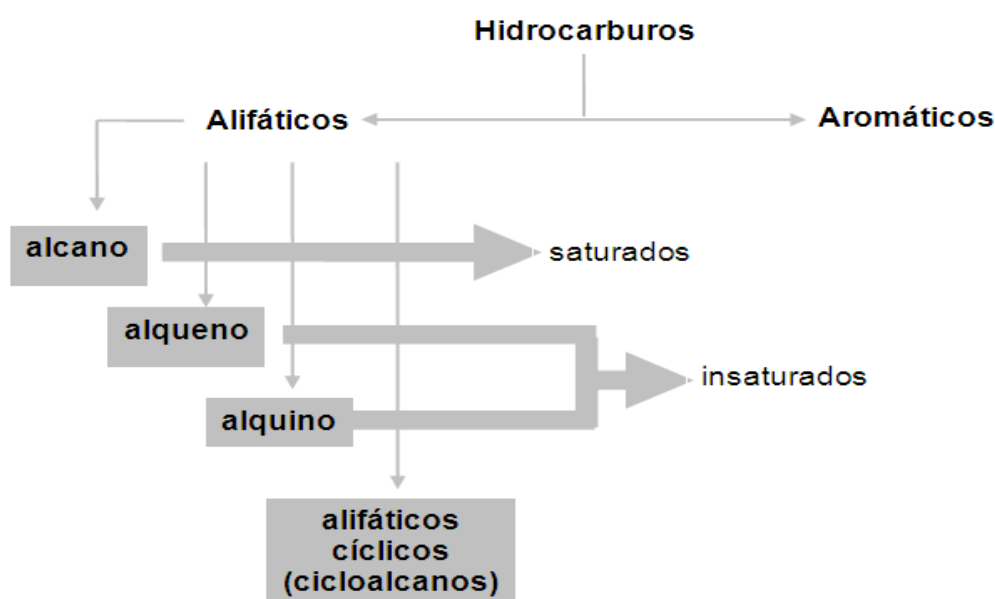 Hidrocarburos
Alifáticos
Aromáticos
alcano
saturados
alqueno
insaturados
alquino
alifáticos
cíclicos
(cicloalcanos)